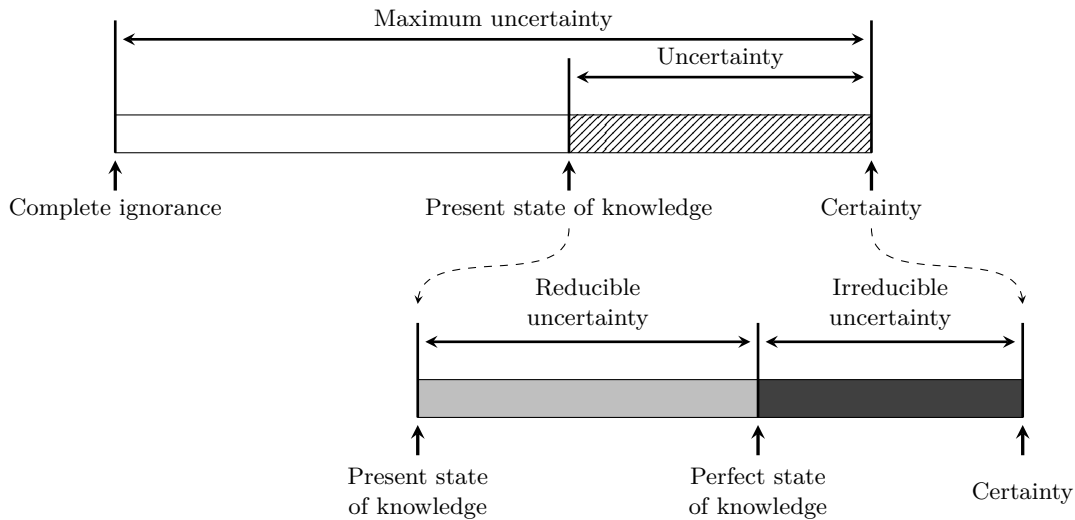 Maximum uncertainty
Uncertainty
Complete ignorance
Present state of knowledge
Certainty
Reducible
uncertainty
Irreducible
uncertainty
Present state
of knowledge
Perfect state
of knowledge
Certainty